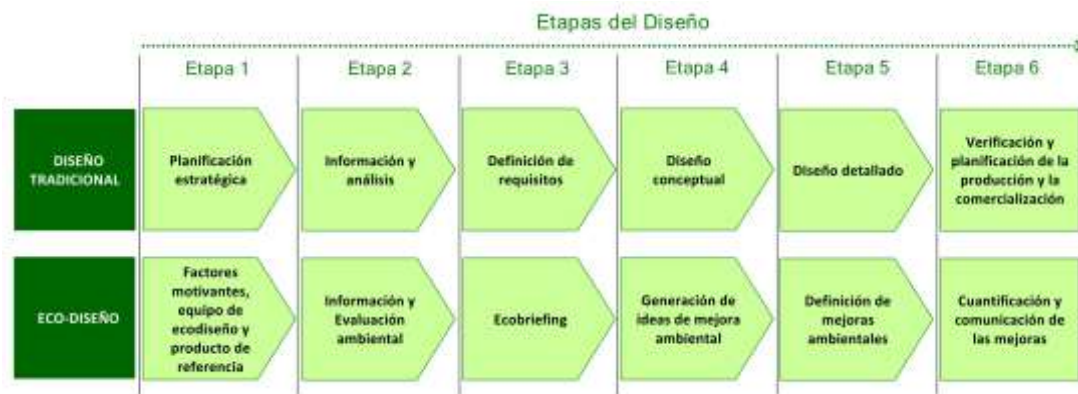 Etapas del Diseño
Etapa 1
Etapa 2
Etapa 3
Etapa 4
Etapa 5
Etapa 6
DISEÑO
TRADICIONAL
Planificación
estratégica
Información y
análisis
Definición de
requisitos
Diseño
conceptual
Diseño detallado
Verificación y
planificación de la
producción y la
comercialización
ECO-DISEÑO
Factores
motivantes,
equipo de
ecodiseño y
producto de
referencia
Información y
Evaluación
ambiental
Ecobriefing
Generación de
ideas de mejora
ambiental
Definición de
mejoras
ambientales
Cuantificación y
comunicación de
las mejoras